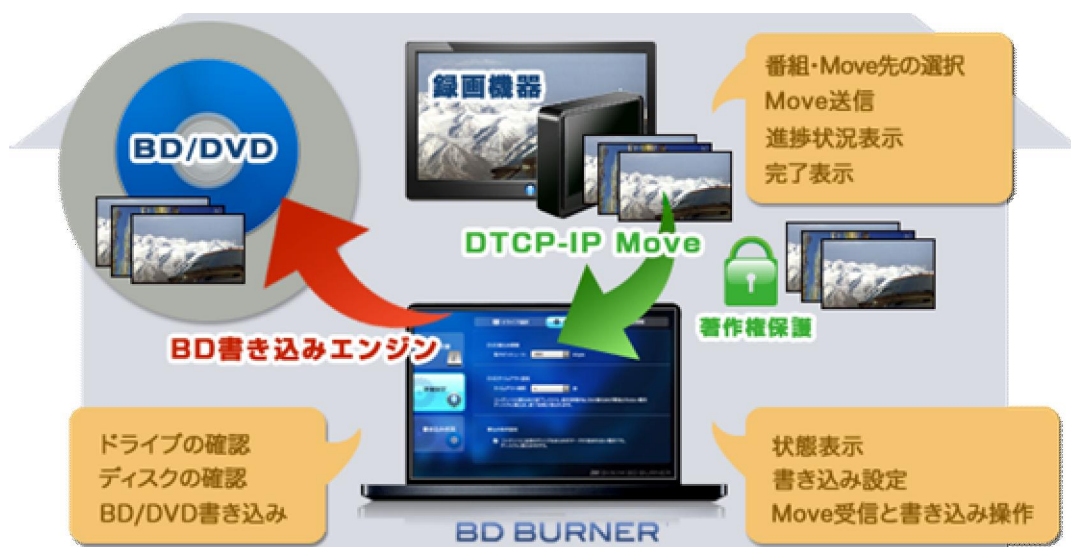 BD/DVD
録画機器
番組・Move先の選択
Move送信
進捗状況表示
完了表示
DTCP-IP Move
著作権保護
BD書き込みエンジン
ドライブの確認
ディスクの確認
BD/DVD書き込み
状態表示
書き込み設定
Move受信と書き込み操作
BD BURNER